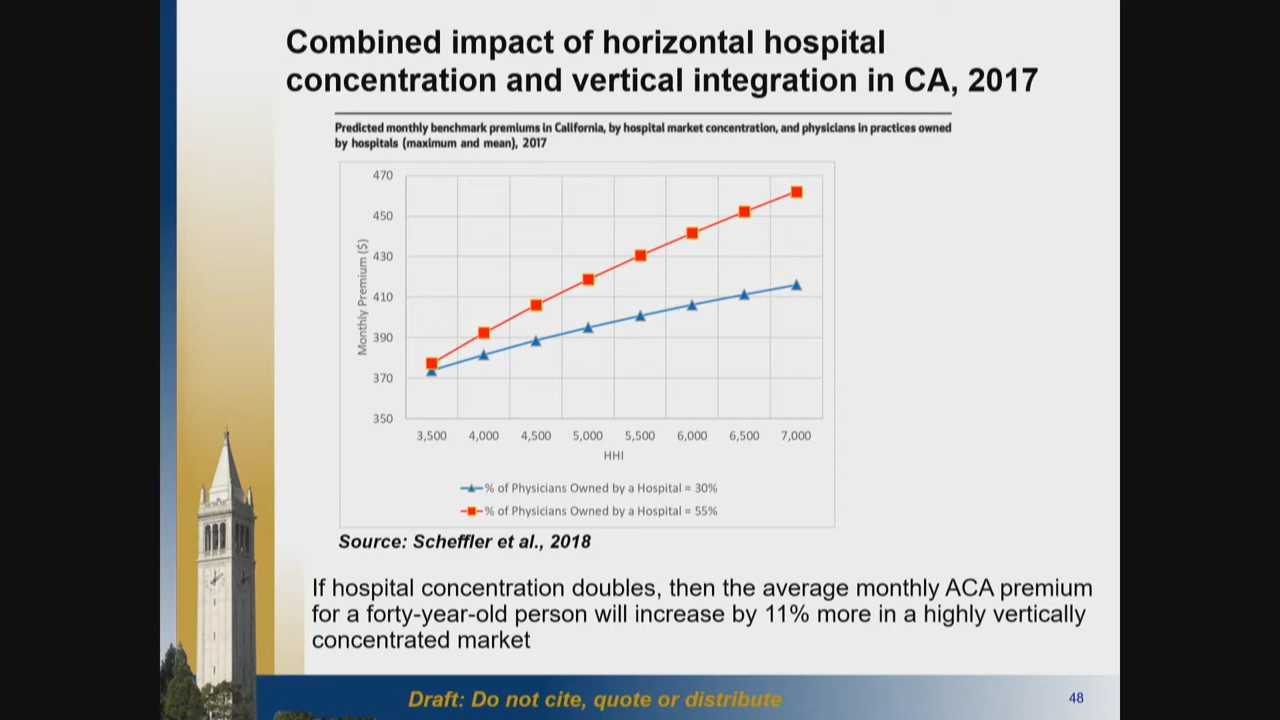 Combined impact of horizontal hospital
concentration and vertical integration in CA, 2017
Predicted monthly benchmark premiums in California, by hospital market concentration, and physicians in practices owned
by hospitals (maximum and mean), 2017
470
450
430
410
390
370
350
Monthly Premium ($)
3,500 4,000 4,500 5,000 5,500 6,000 6,500 7,000
HHI
% of Physicians Owned by a Hospital = 30%
% of Physicians Owned by a Hospital = 55%
Source: Scheffler et al., 2018
If hospital concentration doubles, then the average monthly ACA premium
for a forty-year-old person will increase by 11% more in a highly vertically
concentrated market
Draft: Do not cite, quote or distribute
48